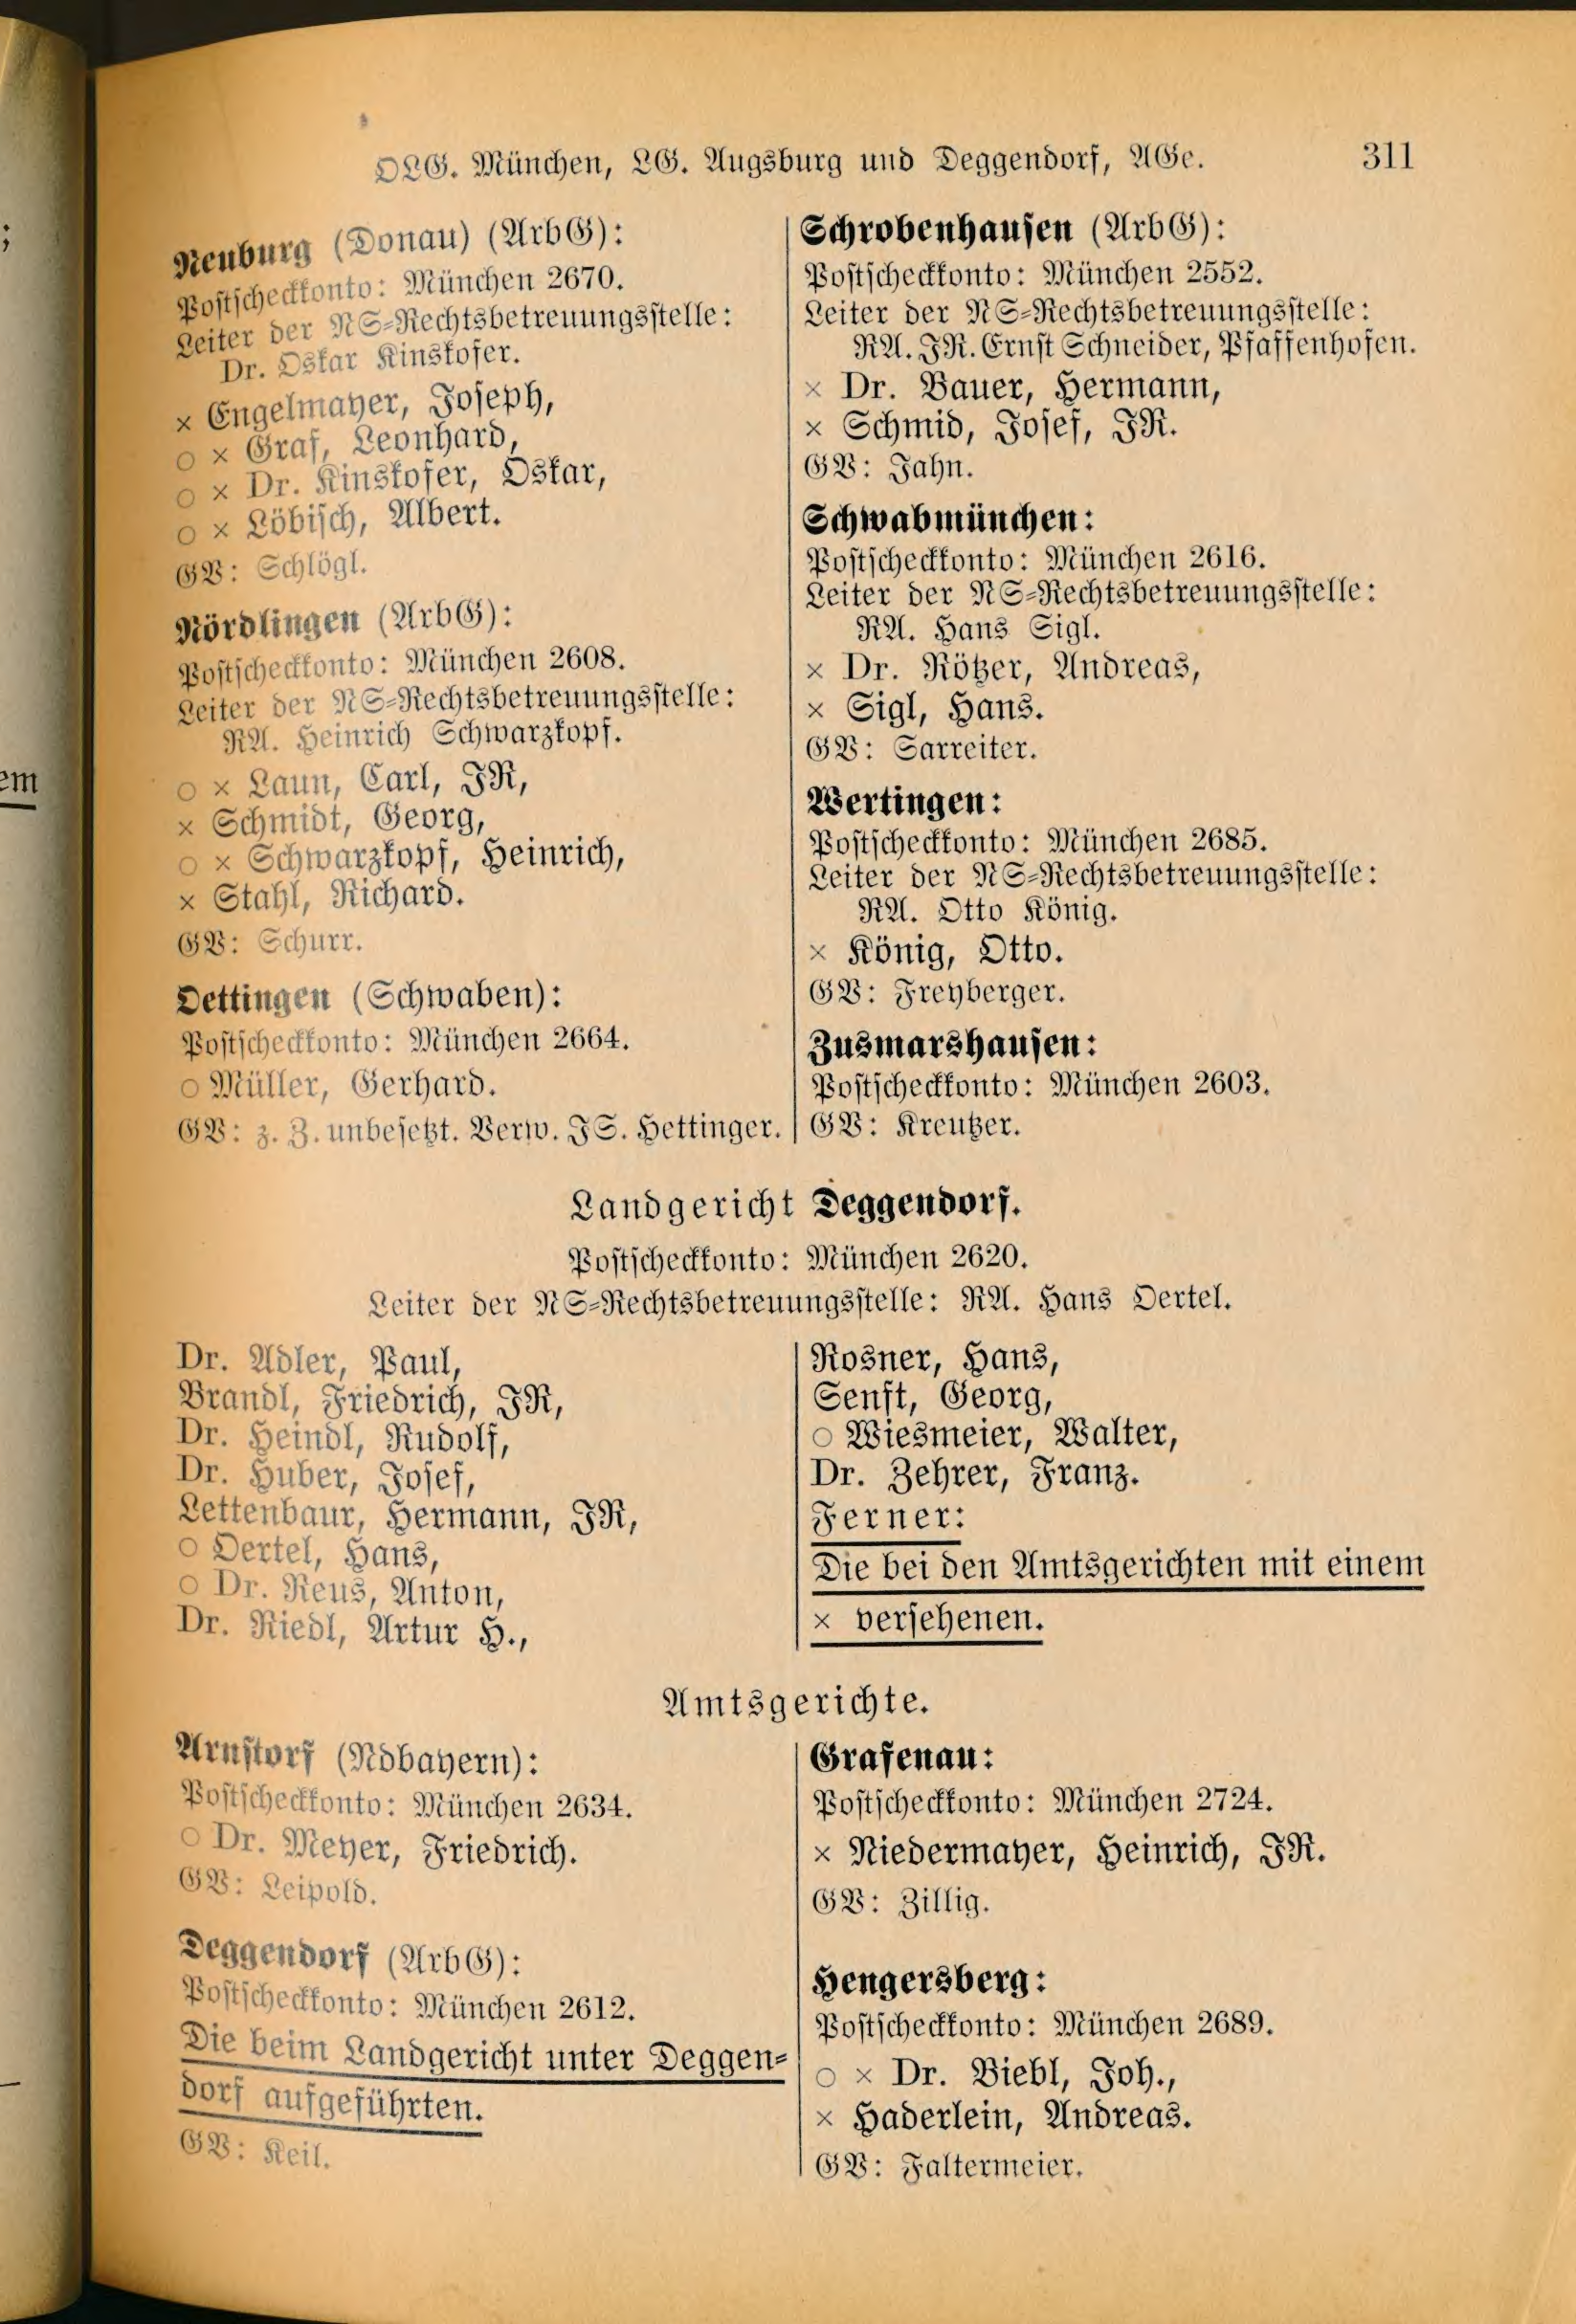 OLG. München, LG. Augsburg und Deggendorf, AGe. 311
Neuburg (Donau) (ArbG):
Postscheckkonto: München 2670.
Leiter der NS-Rechtsbetreuungsstelle:
Dr. Oskar Kinskofer.
× Engelmayer, Joseph,
○ × Graf, Leonhard,
○ × Dr. Kinskofer, Oskar,
○ × Löbisch, Albert.
GV: Schlögl.
Nördlingen (ArbG):
Postscheckkonto: München 2608.
Leiter der NS-Rechtsbetreuungsstelle:
RA. Heinrich Schwarzkopf.
○ × Laun, Carl, JR,
× Schmidt, Georg,
○ × Schwarzkopf, Heinrich,
× Stahl, Richard.
GV: Schurr.
Oettingen (Schwaben):
Postscheckkonto: München 2664.
○ Müller, Gerhard.
GV: z. Z. unbesetzt. Verw. JS. Hettinger.
Schrobenhausen (ArbG):
Postscheckkonto: München 2552.
Leiter der NS-Rechtsbetreuungsstelle:
RA. JR. Ernst Schneider, Pfaffenhofen.
× Dr. Bauer, Hermann,
× Schmid, Josef, JR.
GV: Jahn.
Schwabmünchen:
Postscheckkonto: München 2616.
Leiter der NS-Rechtsbetreuungsstelle:
RA. Hans Sigl.
× Dr. Rötzer, Andreas,
× Sigl, Hans.
GV: Sarreiter.
Wertingen:
Postscheckkonto: München 2685.
Leiter der NS-Rechtsbetreuungsstelle:
RA. Otto König.
× König, Otto.
GV: Freyberger.
Zusmarshausen:
Postscheckkonto: München 2603.
GV: Kreutzer.
Landgericht Deggendorf.
Postscheckkonto: München 2620.
Leiter der NS-Rechtsbetreuungsstelle: RA. Hans Oertel.
Dr. Adler, Paul,
Brandl, Friedrich, JR,
Dr. Heindl, Rudolf,
Dr. Huber, Josef,
Lettenbaur, Hermann, JR,
○ Oertel, Hans,
○ Dr. Reus, Anton,
Dr. Riedl, Artur H.,
Rosner, Hans,
Senft, Georg,
○ Wiesmeier, Walter,
Dr. Zehrer, Franz.
Ferner:
Die bei den Amtsgerichten mit einem
× versehenen.
Amtsgerichte.
Arnstorf (Ndbayern):
Postscheckkonto: München 2634.
○ Dr. Meyer, Friedrich.
GV: Leipold.
Deggendorf (ArbG):
Postscheckkonto: München 2612.
Die beim Landgericht unter Deggen-
dorf aufgeführten.
GV: Keil.
Grafenau:
Postscheckkonto: München 2724.
× Niedermayer, Heinrich, JR.
GV: Zillig.
Hengersberg:
Postscheckkonto: München 2689.
○ × Dr. Biebl, Joh.,
× Haderlein, Andreas.
GV: Faltermeier.
;
em